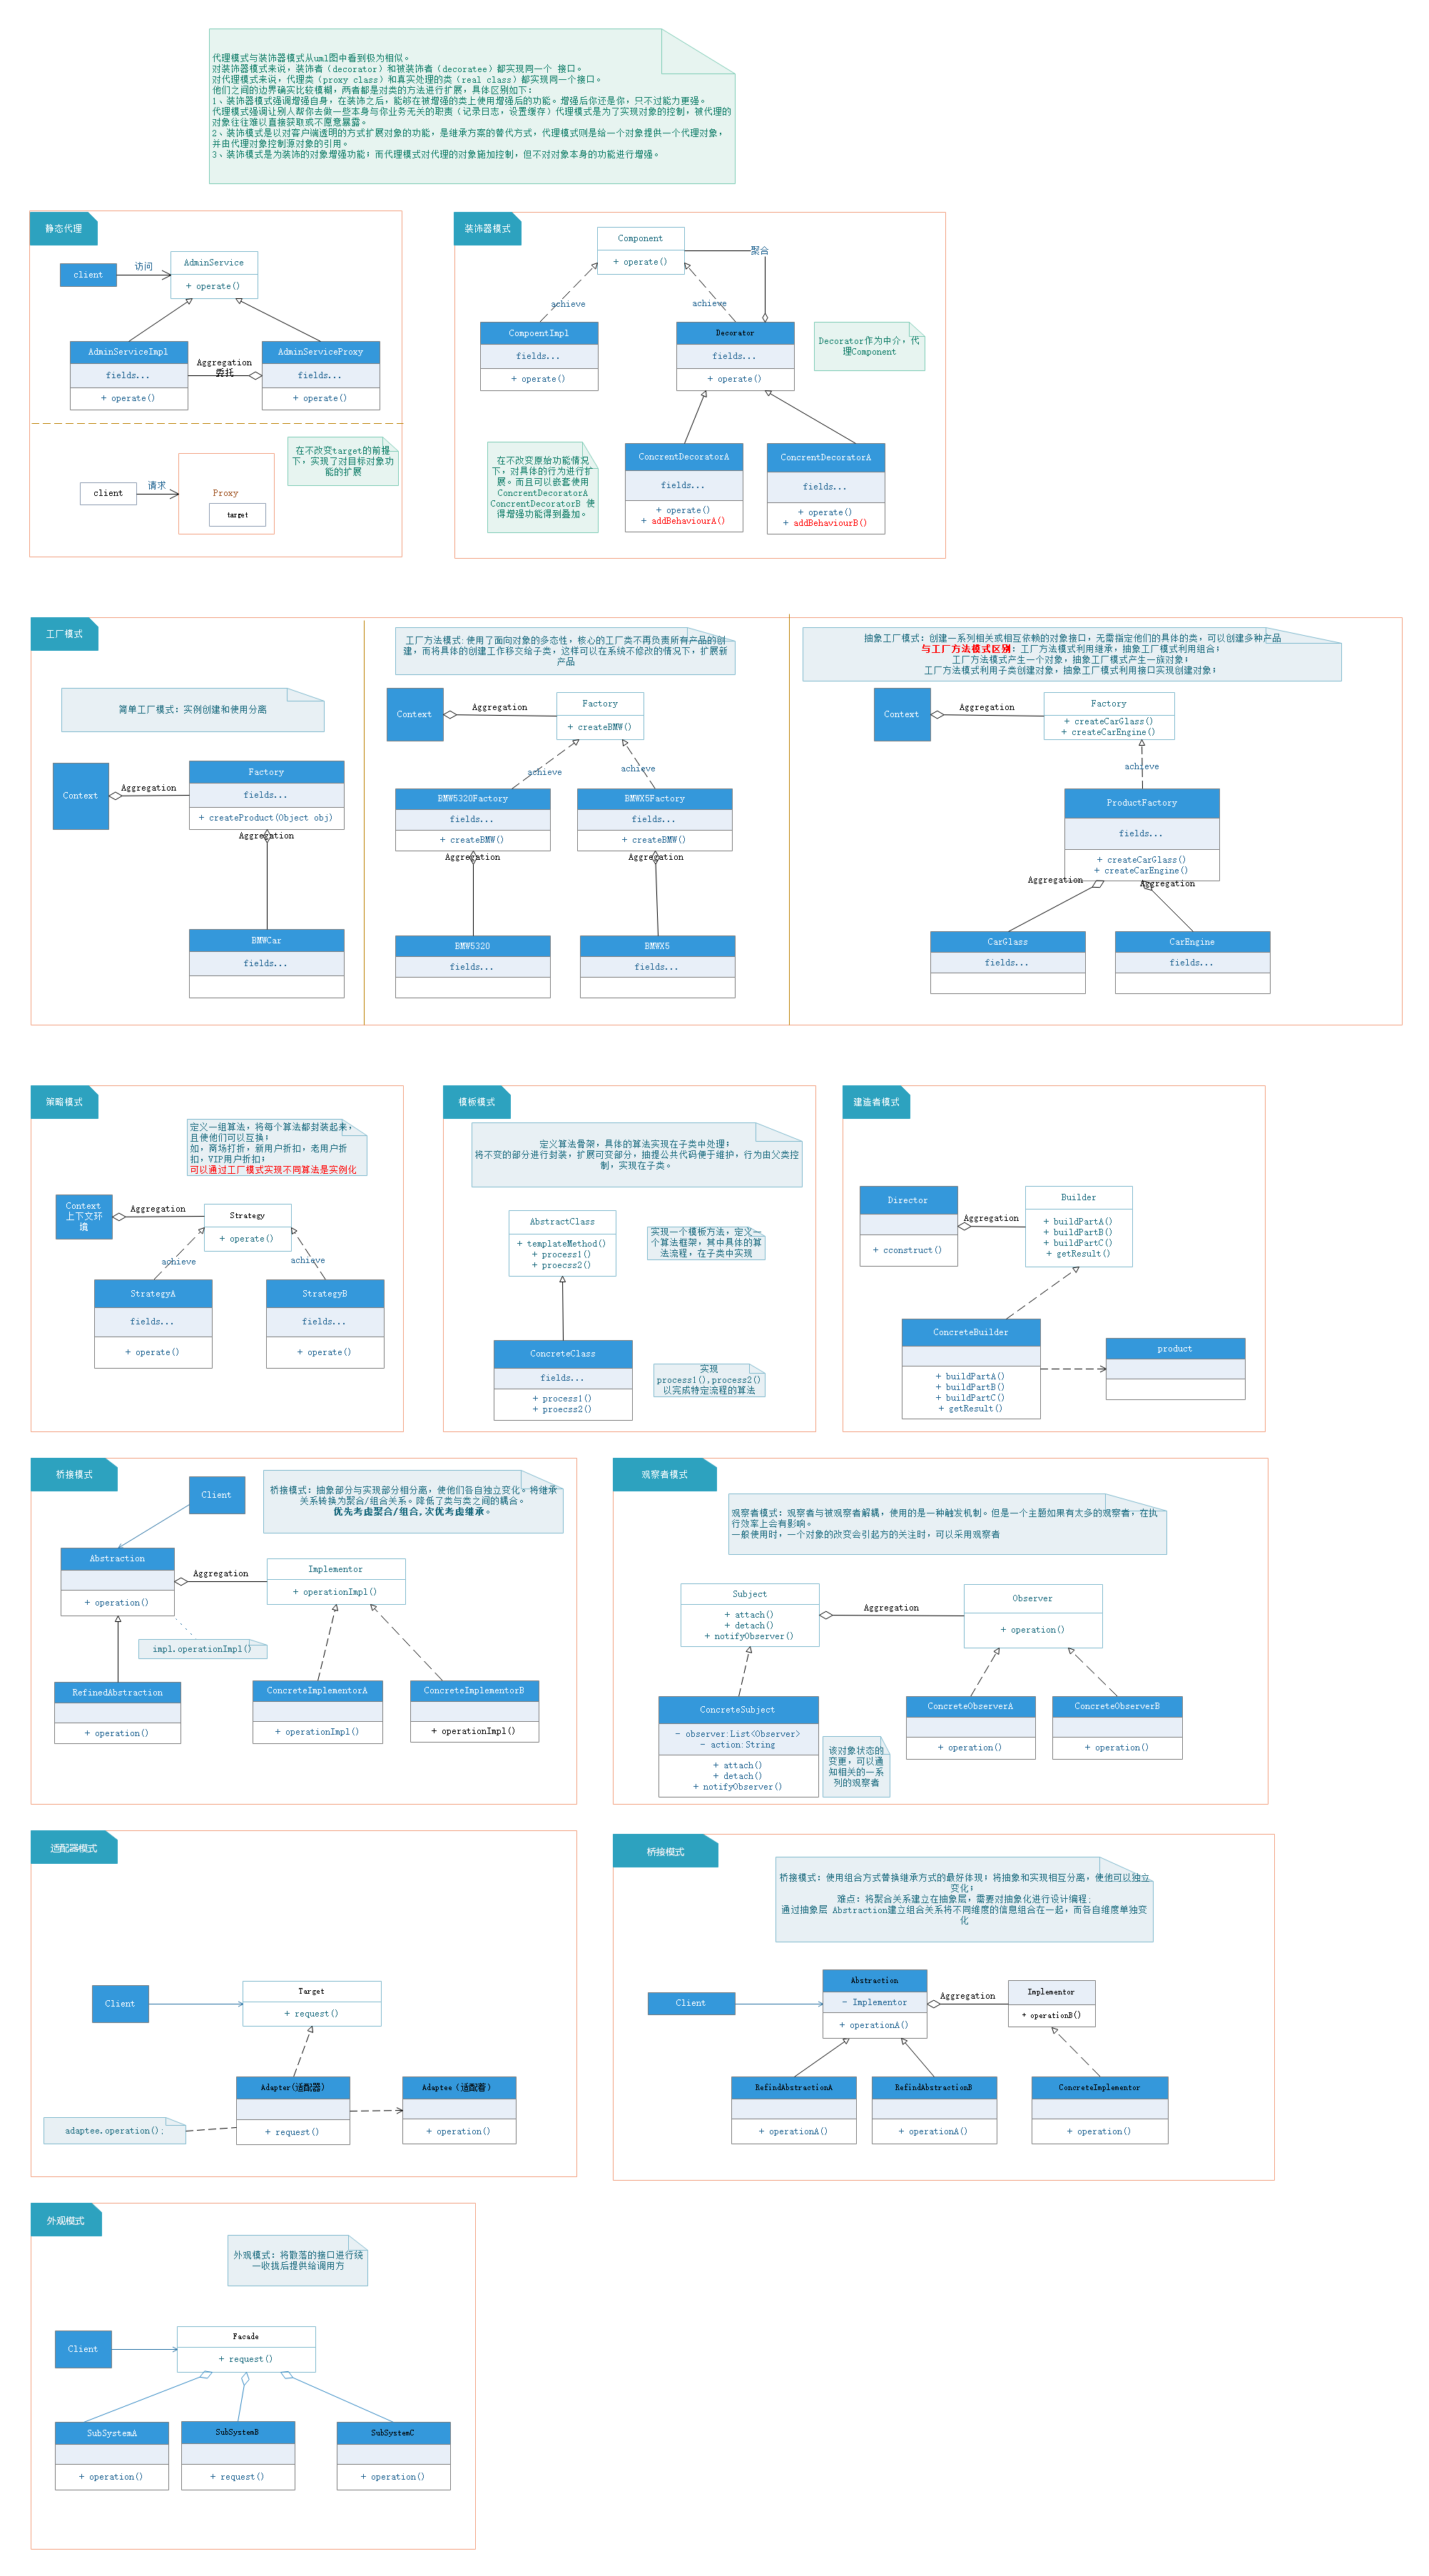 代理模式与装饰器模式从uml图中看到极为相似。
对装饰器模式来说，装饰者（decorator）和被装饰者（decoratee）都实现同一个 接口。
对代理模式来说，代理类（proxy class）和真实处理的类（real class）都实现同一个接口。
他们之间的边界确实比较模糊，两者都是对类的方法进行扩展，具体区别如下：
1、装饰器模式强调增强自身，在装饰之后，能够在被增强的类上使用增强后的功能。增强后你还是你，只不过能力更强。
代理模式强调让别人帮你去做一些本身与你业务无关的职责（记录日志，设置缓存）代理模式是为了实现对象的控制，被代理的
对象往往难以直接获取或不愿意暴露。
2、装饰模式是以对客户端透明的方式扩展对象的功能，是继承方案的替代方式，代理模式则是给一个对象提供一个代理对象，
并由代理对象控制源对象的引用。
3、装饰模式是为装饰的对象增强功能；而代理模式对代理的对象施加控制，但不对对象本身的功能进行增强。
静态代理
client
访问
AdminService
+ operate()
AdminServiceImpl
fields...
+ operate()
Aggregation
委托
AdminServiceProxy
fields...
+ operate()
在不改变target的前提
下，实现了对目标对象功
能的扩展
client
请求
Proxy
target
装饰器模式
Component
+ operate()
聚合
achieve
achieve
CompoentImpl
fields...
+ operate()
Decorator
fields...
+ operate()
Decorator作为中介，代
理Component
在不改变原始功能情况
下，对具体的行为进行扩
展。而且可以嵌套使用
ConcrentDecoratorA
ConcrentDecoratorB 使
得增强功能得到叠加。
ConcrentDecoratorA
fields...
+ operate()
+ addBehaviourA()
ConcrentDecoratorA
fields...
+ operate()
+ addBehaviourB()
工厂模式
简单工厂模式：实例创建和使用分离
Context
Aggregation
Factory
fields...
+ createProduct(Object obj)
Aggregation
BMWCar
fields...
工厂方法模式:使用了面向对象的多态性，核心的工厂类不再负责所有产品的创
建，而将具体的创建工作移交给子类，这样可以在系统不修改的情况下，扩展新
产品
Context
Aggregation
Factory
+ createBMW()
achieve
achieve
BMW5320Factory
fields...
+ createBMW()
BMWX5Factory
fields...
+ createBMW()
Aggregation
Aggregation
BMW5320
fields...
BMWX5
fields...
抽象工厂模式：创建一系列相关或相互依赖的对象接口，无需指定他们的具体的类，可以创建多种产品
与工厂方法模式区别：工厂方法模式利用继承，抽象工厂模式利用组合；
工厂方法模式产生一个对象，抽象工厂模式产生一族对象；
工厂方法模式利用子类创建对象，抽象工厂模式利用接口实现创建对象；
Context
Aggregation
Factory
+ createCarGlass()
+ createCarEngine()
achieve
ProductFactory
fields...
+ createCarGlass()
+ createCarEngine()
Aggregation
Aggregation
CarGlass
fields...
CarEngine
fields...
策略模式
定义一组算法，将每个算法都封装起来，
且使他们可以互换；
如，商场打折，新用户折扣，老用户折
扣，VIP用户折扣；
可以通过工厂模式实现不同算法是实例化
Context
上下文环
境
Aggregation
Strategy
+ operate()
achieve
achieve
StrategyA
fields...
+ operate()
StrategyB
fields...
+ operate()
模板模式
定义算法骨架，具体的算法实现在子类中处理；
将不变的部分进行封装，扩展可变部分，抽提公共代码便于维护，行为由父类控
制，实现在子类。
AbstractClass
+ templateMethod()
+ process1()
+ proecss2()
实现一个模板方法，定义一
个算法框架，其中具体的算
法流程，在子类中实现
ConcreteClass
fields...
+ process1()
+ proecss2()
实现
process1(),process2()
以完成特定流程的算法
建造者模式
Director
+ cconstruct()
Aggregation
Builder
+ buildPartA()
+ buildPartB()
+ buildPartC()
+ getResult()
ConcreteBuilder
+ buildPartA()
+ buildPartB()
+ buildPartC()
+ getResult()
product
桥接模式
Client
桥接模式：抽象部分与实现部分相分离，使他们各自独立变化。将继承
关系转换为聚合/组合关系。降低了类与类之间的耦合。
优先考虑聚合/组合,次优考虑继承。
Abstraction
+ operation()
Aggregation
Implementor
+ operationImpl()
impl.operationImpl()
RefinedAbstraction
+ operation()
ConcreteImplementorA
+ operationImpl()
ConcreteImplementorB
+ operationImpl()
观察者模式
观察者模式：观察者与被观察者解耦，使用的是一种触发机制。但是一个主题如果有太多的观察者，在执
行效率上会有影响。
一般使用时，一个对象的改变会引起方的关注时，可以采用观察者
Subject
+ attach()
+ detach()
+ notifyObserver()
Aggregation
Observer
+ operation()
ConcreteSubject
- observer:List<Observer>
- action:String
+ attach()
+ detach()
+ notifyObserver()
该对象状态的
变更，可以通
知相关的一系
列的观察者
ConcreteObserverA
+ operation()
ConcreteObserverB
+ operation()
适配器模式
Client
Target
+ request()
Adapter(适配器)
+ request()
Adaptee（适配着）
+ operation()
adaptee.operation();
桥接模式
桥接模式：使用组合方式替换继承方式的最好体现；将抽象和实现相互分离，使他可以独立
变化；
难点：将聚合关系建立在抽象层，需要对抽象化进行设计编程；
通过抽象层 Abstraction建立组合关系将不同维度的信息组合在一起，而各自维度单独变
化
Client
Abstraction
- Implementor
+ operationA()
Aggregation
Implementor
+ operationB()
RefindAbstractionA
+ operationA()
RefindAbstractionB
+ operationA()
ConcreteImplementor
+ operation()
外观模式
外观模式：将散落的接口进行统
一收拢后提供给调用方
Client
Facade
+ request()
SubSystemA
+ operation()
SubSystemB
+ request()
SubSystemC
+ operation()